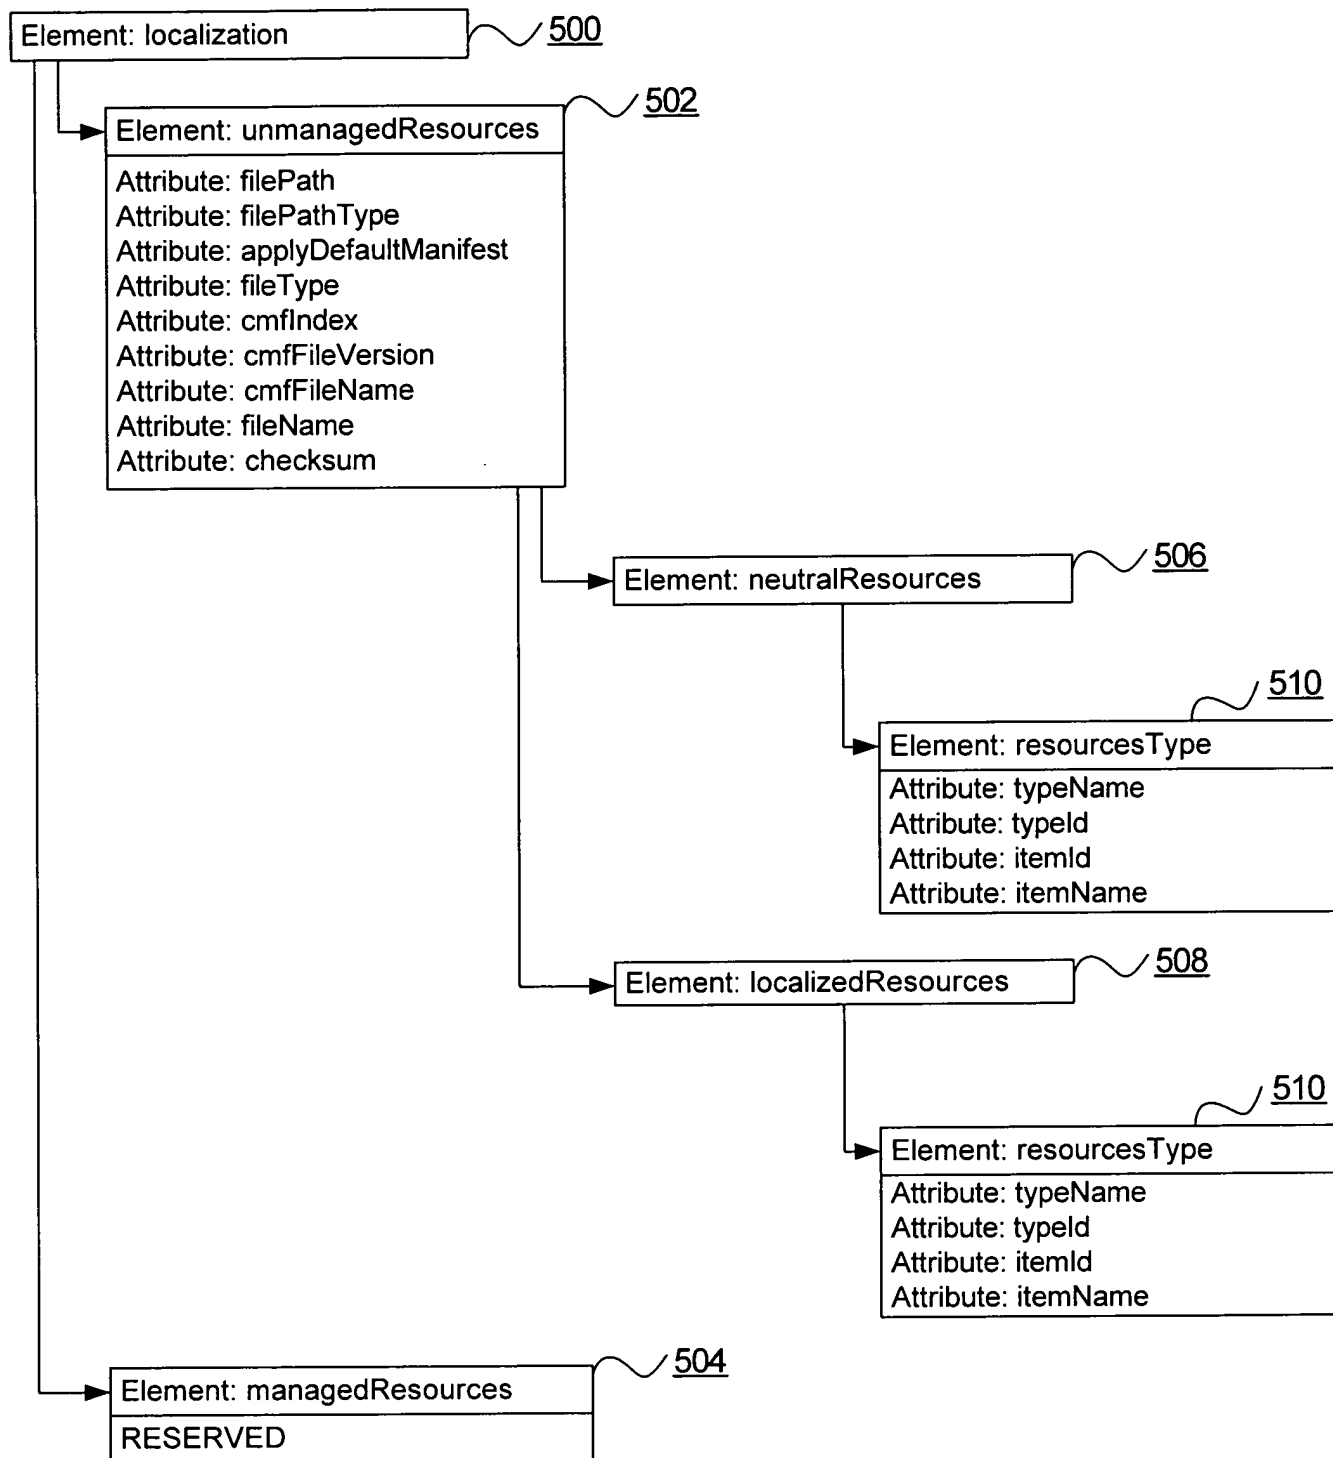 Element: localization
500
502
Element: unmanagedResources
Attribute: filePath
Attribute: filePathType
Attribute: applyDefaultManifest
Attribute: fileType
Attribute: cmfIndex
Attribute: cmfFileVersion
Attribute: cmfFileName
Attribute: fileName
Attribute: checksum
506
Element: neutralResources
510
Element: resourcesType
Attribute: typeName
Attribute: typeId
Attribute: itemId
Attribute: itemName
508
Element: localizedResources
510
Element: resourcesType
Attribute: typeName
Attribute: typeId
Attribute: itemId
Attribute: itemName
504
Element: managedResources
RESERVED